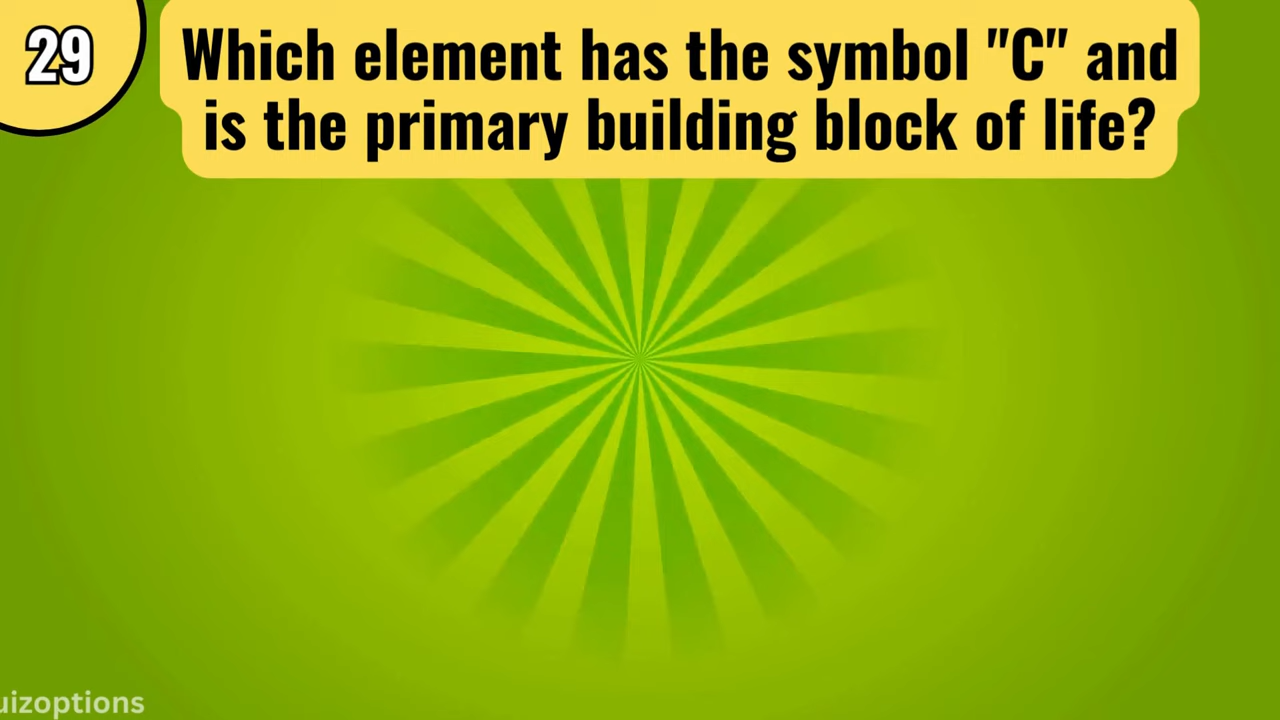 29
Which element has the symbol "C" and
is the primary building block of life?
uizoptions